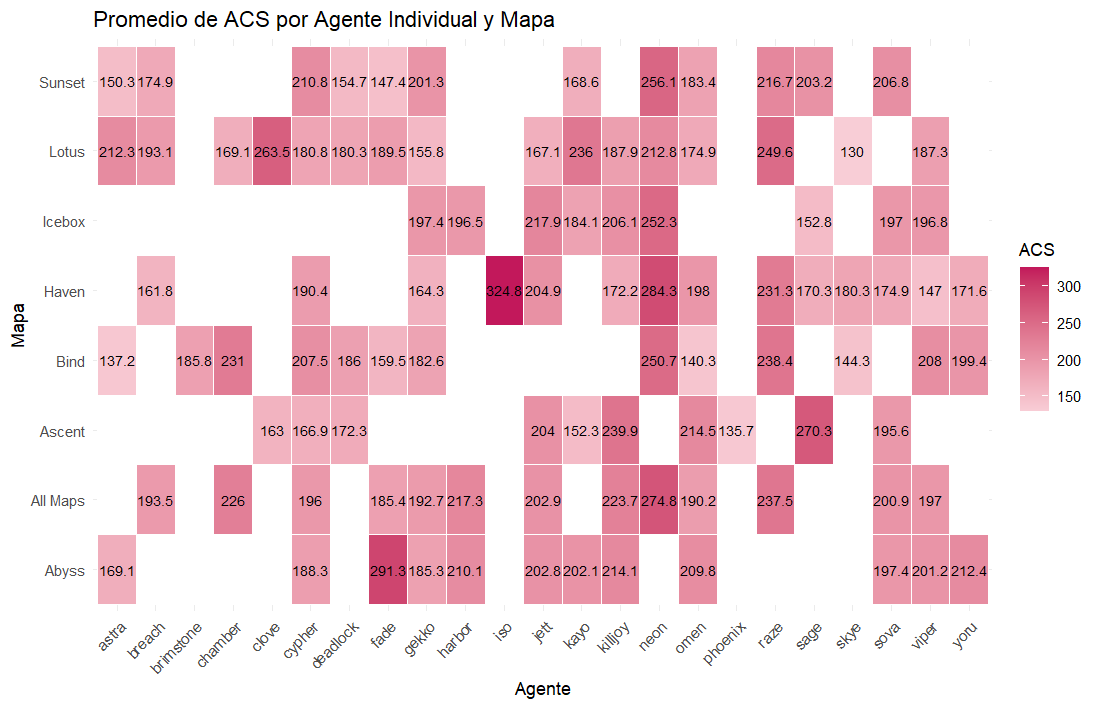 Promedio de ACS por Agente Individual y Mapa
Mapa
Sunset 150.3 174.9 210.8 154.7 147.4 201.3 168.6 256.1 183.4 216.7 203.2 206.8
Lotus 212.3 193.1 169.1 263.5 180.8 180.3 189.5 155.8 167.1 236 187.9 212.8 174.9 249.6 130 187.3
Icebox 197.4 196.5 217.9 184.1 206.1 252.3 152.8 197 196.8
Haven 161.8 190.4 164.3 324.8 204.9 172.2 284.3 198 231.3 170.3 180.3 174.9 147 171.6
Bind 137.2 185.8 231 207.5 186 159.5 182.6 250.7 140.3 238.4 144.3 208 199.4
Ascent 163 166.9 172.3 204 152.3 239.9 214.5 135.7 270.3 195.6
All Maps 193.5 226 196 185.4 192.7 217.3 202.9 223.7 274.8 190.2 237.5 200.9 197
Abyss 169.1 188.3 291.3 185.3 210.1 202.8 202.1 214.1 209.8 197.4 201.2 212.4
astra breach brimstone chamber clove cypher deadlock fade gekko harbor iso jett kayo killjoy neon omen phoenix raze sage skye sova viper yoru
Agente
ACS
300
250
200
150